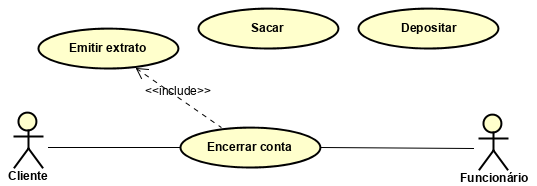 Sacar
Depositar
Emitir extrato
<<include>>
Encerrar conta
Cliente
Funcionário